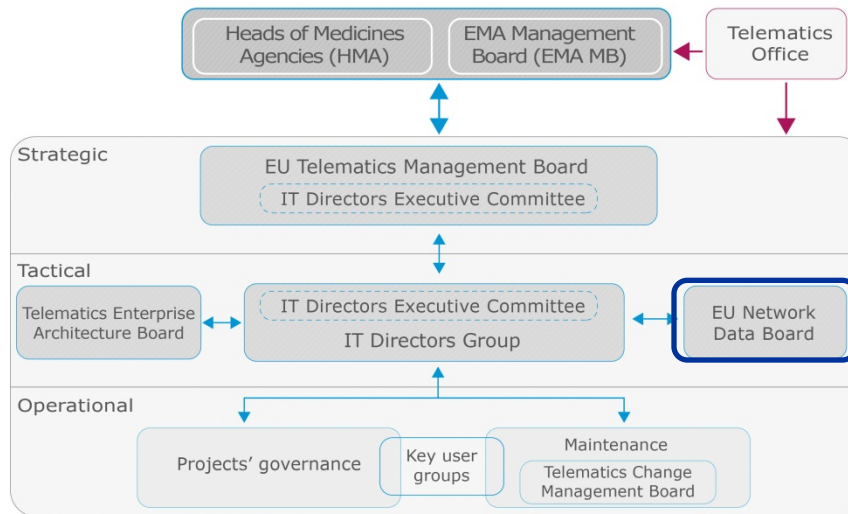 Heads of Medicines
Agencies (HMA)
EMA Management
Board (EMA MB)
Telematics
Office
Strategic
EU Telematics Management Board
IT Directors Executive Committee
Tactical
Telematics Enterprise
Architecture Board
IT Directors Executive Committee
IT Directors Group
EU Network
Data Board
Operational
Projects’ governance
Key user
groups
Maintenance
Telematics Change
Management Board